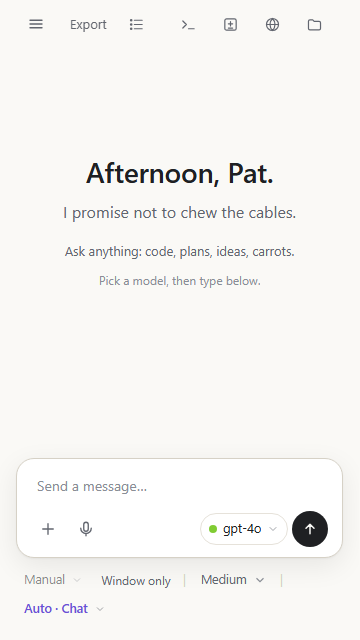 Export
Afternoon, Pat.
I promise not to chew the cables.
Ask anything: code, plans, ideas, carrots.
Pick a model, then type below.
Send a message...
gpt-4o
Manual Window only Medium
Auto · Chat